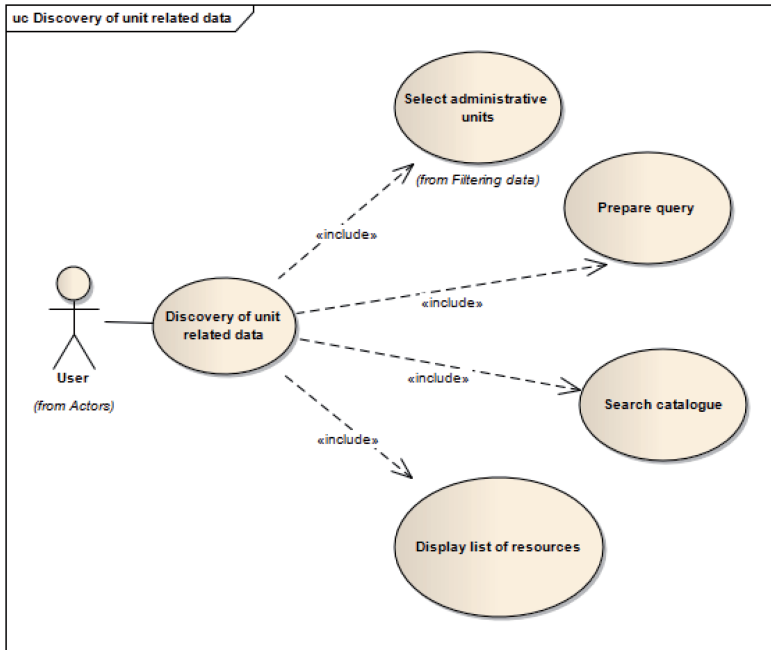 uc Discovery of unit related data
Select administrative
units
(from Filtering data)
Prepare query
«include»
«include»
Discovery of unit
related data
User
(from Actors)
«include»
Search catalogue
«include»
Display list of resources